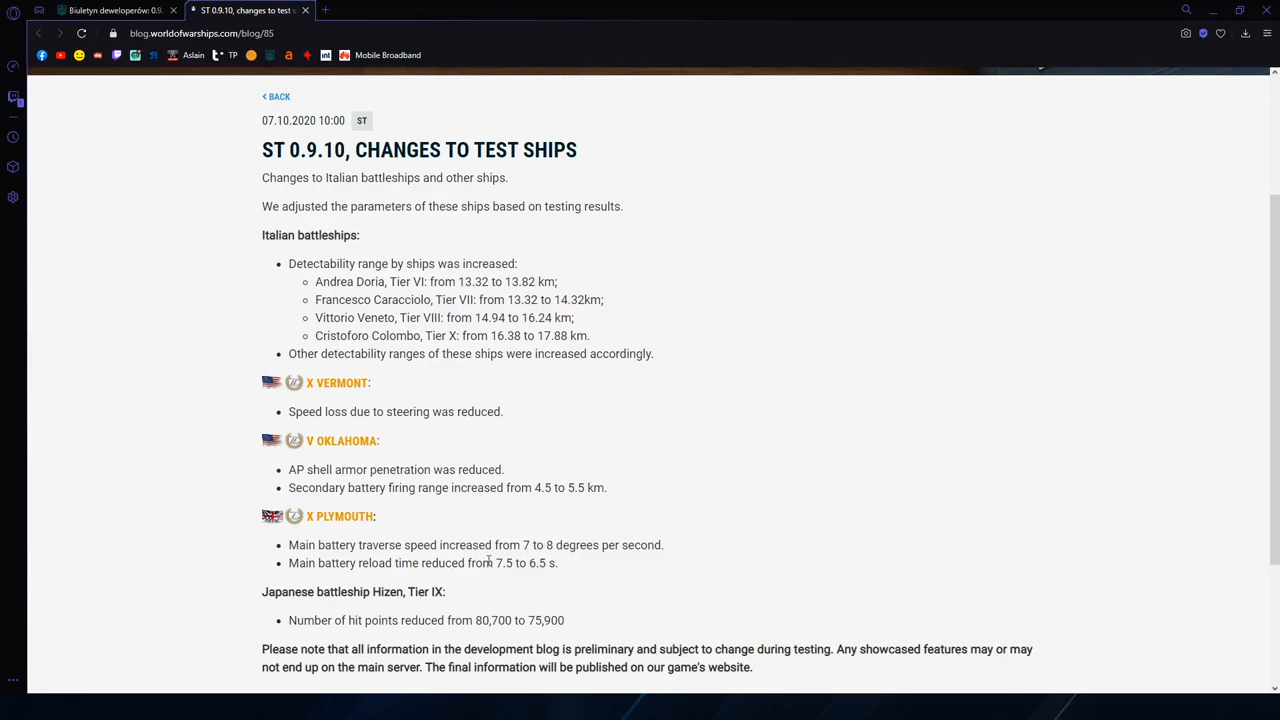 Biuletyn deweloperów: 0.9.
ST 0.9.10, changes to test s
blog.worldofwarships.com/blog/85
Aslain
TP
int
Mobile Broadband
< BACK
07.10.2020 10:00 ST
ST 0.9.10, CHANGES TO TEST SHIPS
Changes to Italian battleships and other ships.
We adjusted the parameters of these ships based on testing results.
Italian battleships:
• Detectability range by ships was increased:
○ Andrea Doria, Tier VI: from 13.32 to 13.82 km;
○ Francesco Caracciolo, Tier VII: from 13.32 to 14.32km;
○ Vittorio Veneto, Tier VIII: from 14.94 to 16.24 km;
○ Cristoforo Colombo, Tier X: from 16.38 to 17.88 km.
• Other detectability ranges of these ships were increased accordingly.
X VERMONT:
• Speed loss due to steering was reduced.
V OKLAHOMA:
• AP shell armor penetration was reduced.
• Secondary battery firing range increased from 4.5 to 5.5 km.
X PLYMOUTH:
• Main battery traverse speed increased from 7 to 8 degrees per second.
• Main battery reload time reduced from 7.5 to 6.5 s.
Japanese battleship Hizen, Tier IX:
• Number of hit points reduced from 80,700 to 75,900
Please note that all information in the development blog is preliminary and subject to change during testing. Any showcased features may or may
not end up on the main server. The final information will be published on our game's website.